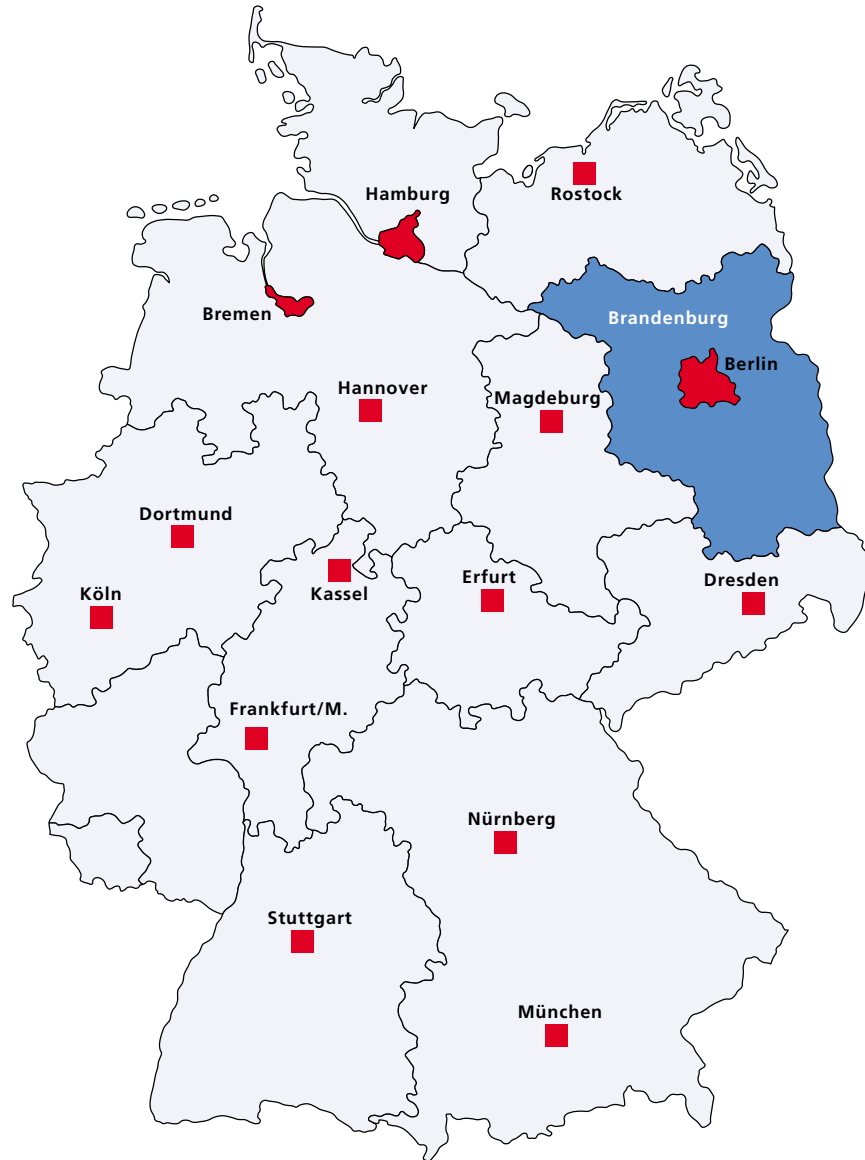 Hamburg
Rostock
Bremen
Brandenburg
Berlin
Hannover
Magdeburg
Dortmund
Köln
Kassel
Erfurt
Dresden
Frankfurt/M.
Nürnberg
Stuttgart
München